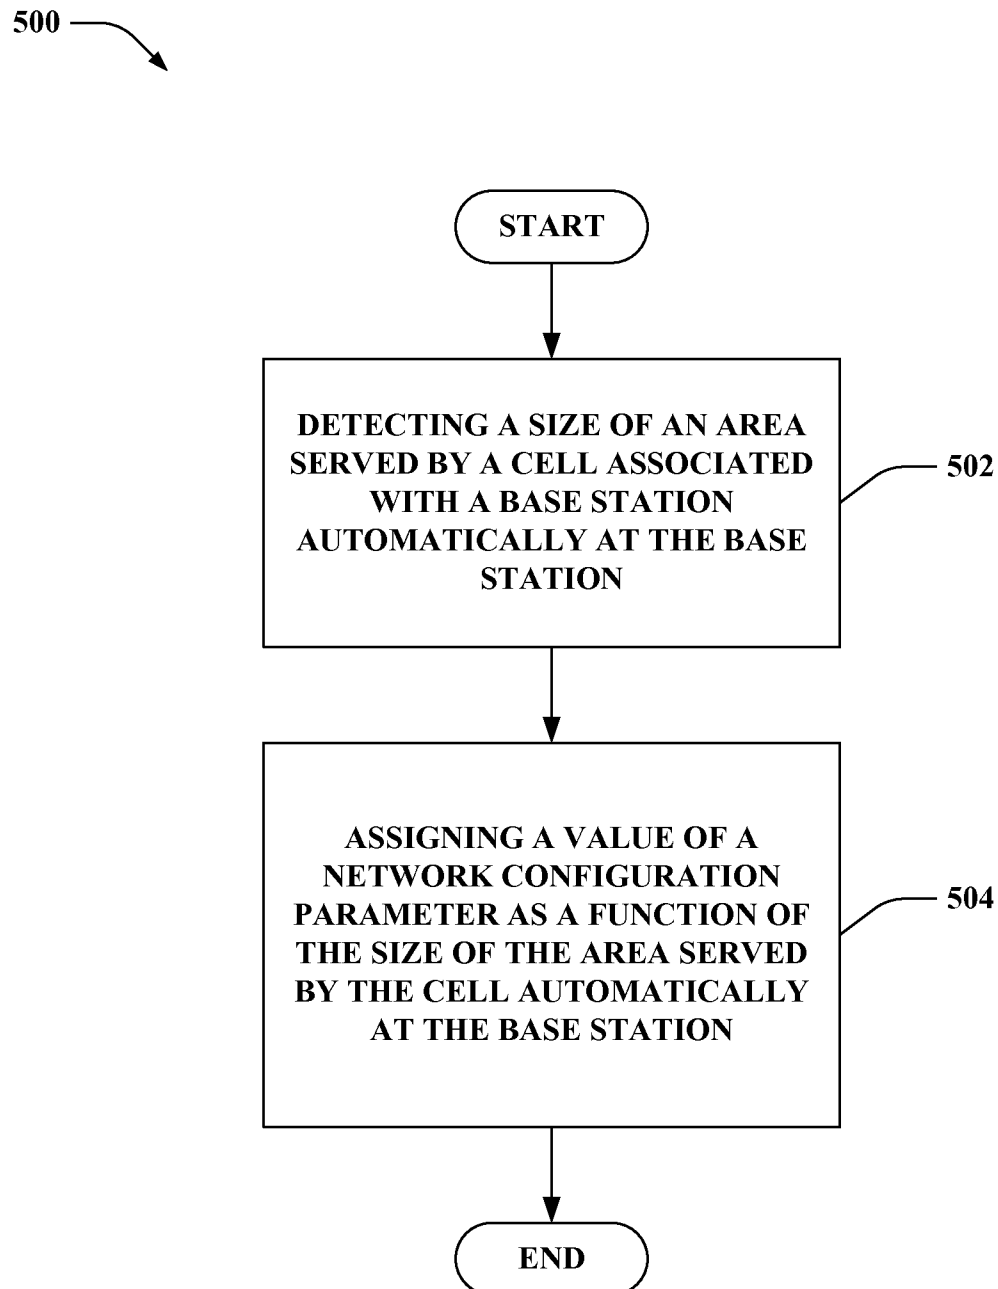 500
START
DETECTING A SIZE OF AN AREA
SERVED BY A CELL ASSOCIATED
WITH A BASE STATION
AUTOMATICALLY AT THE BASE
STATION
502
ASSIGNING A VALUE OF A
NETWORK CONFIGURATION
PARAMETER AS A FUNCTION OF
THE SIZE OF THE AREA SERVED
BY THE CELL AUTOMATICALLY
AT THE BASE STATION
504
END